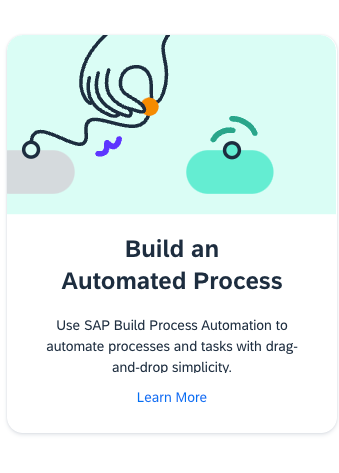 Build an
Automated Process
Use SAP Build Process Automation to
automate processes and tasks with drag-
and-drop simplicity.
Learn More